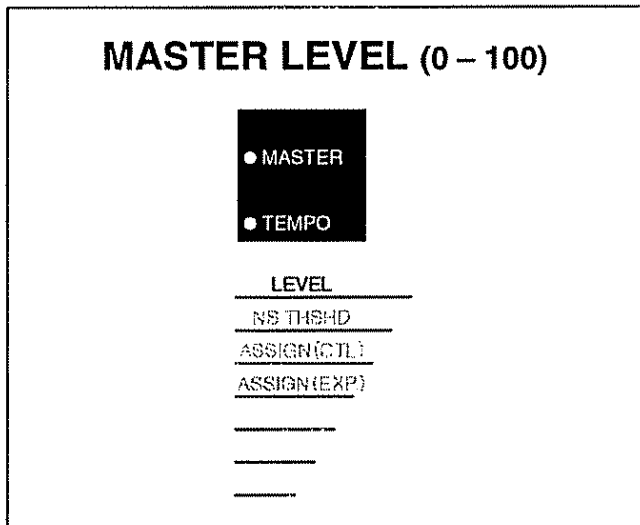 MASTER LEVEL (0 – 100)
MASTER
TEMPO
LEVEL
NS THSHD
ASSIGN(CTL)
ASSIGN(EXP)